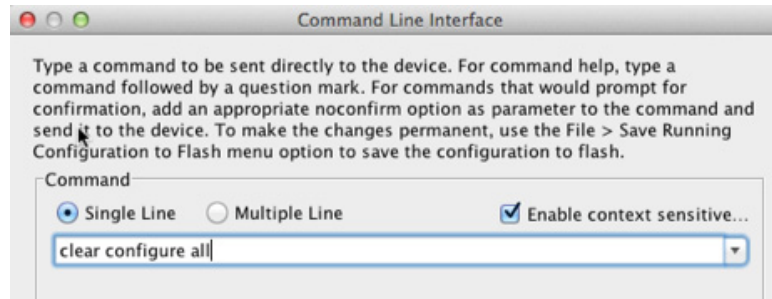 Command Line Interface
Type a command to be sent directly to the device. For command help, type a
command followed by a question mark. For commands that would prompt for
confirmation, add an appropriate noconfirm option as parameter to the command and
send it to the device. To make the changes permanent, use the File > Save Running
Configuration to Flash menu option to save the configuration to flash.
Command
Single Line Multiple Line Enable context sensitive...
clear configure all